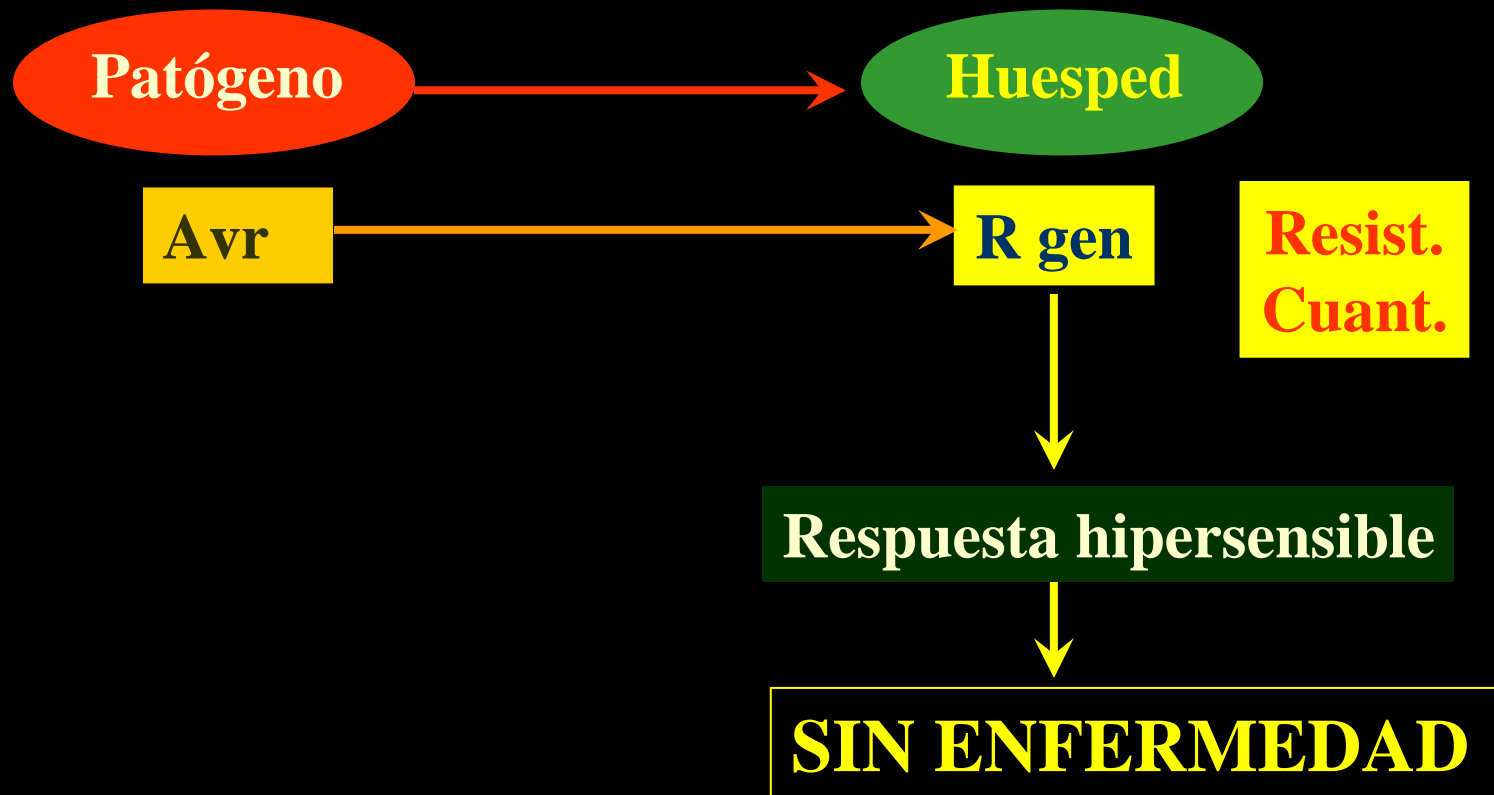 Patógeno
Huesped
Avr
R gen
Resist.
Cuant.
Respuesta hipersensible
SIN ENFERMEDAD